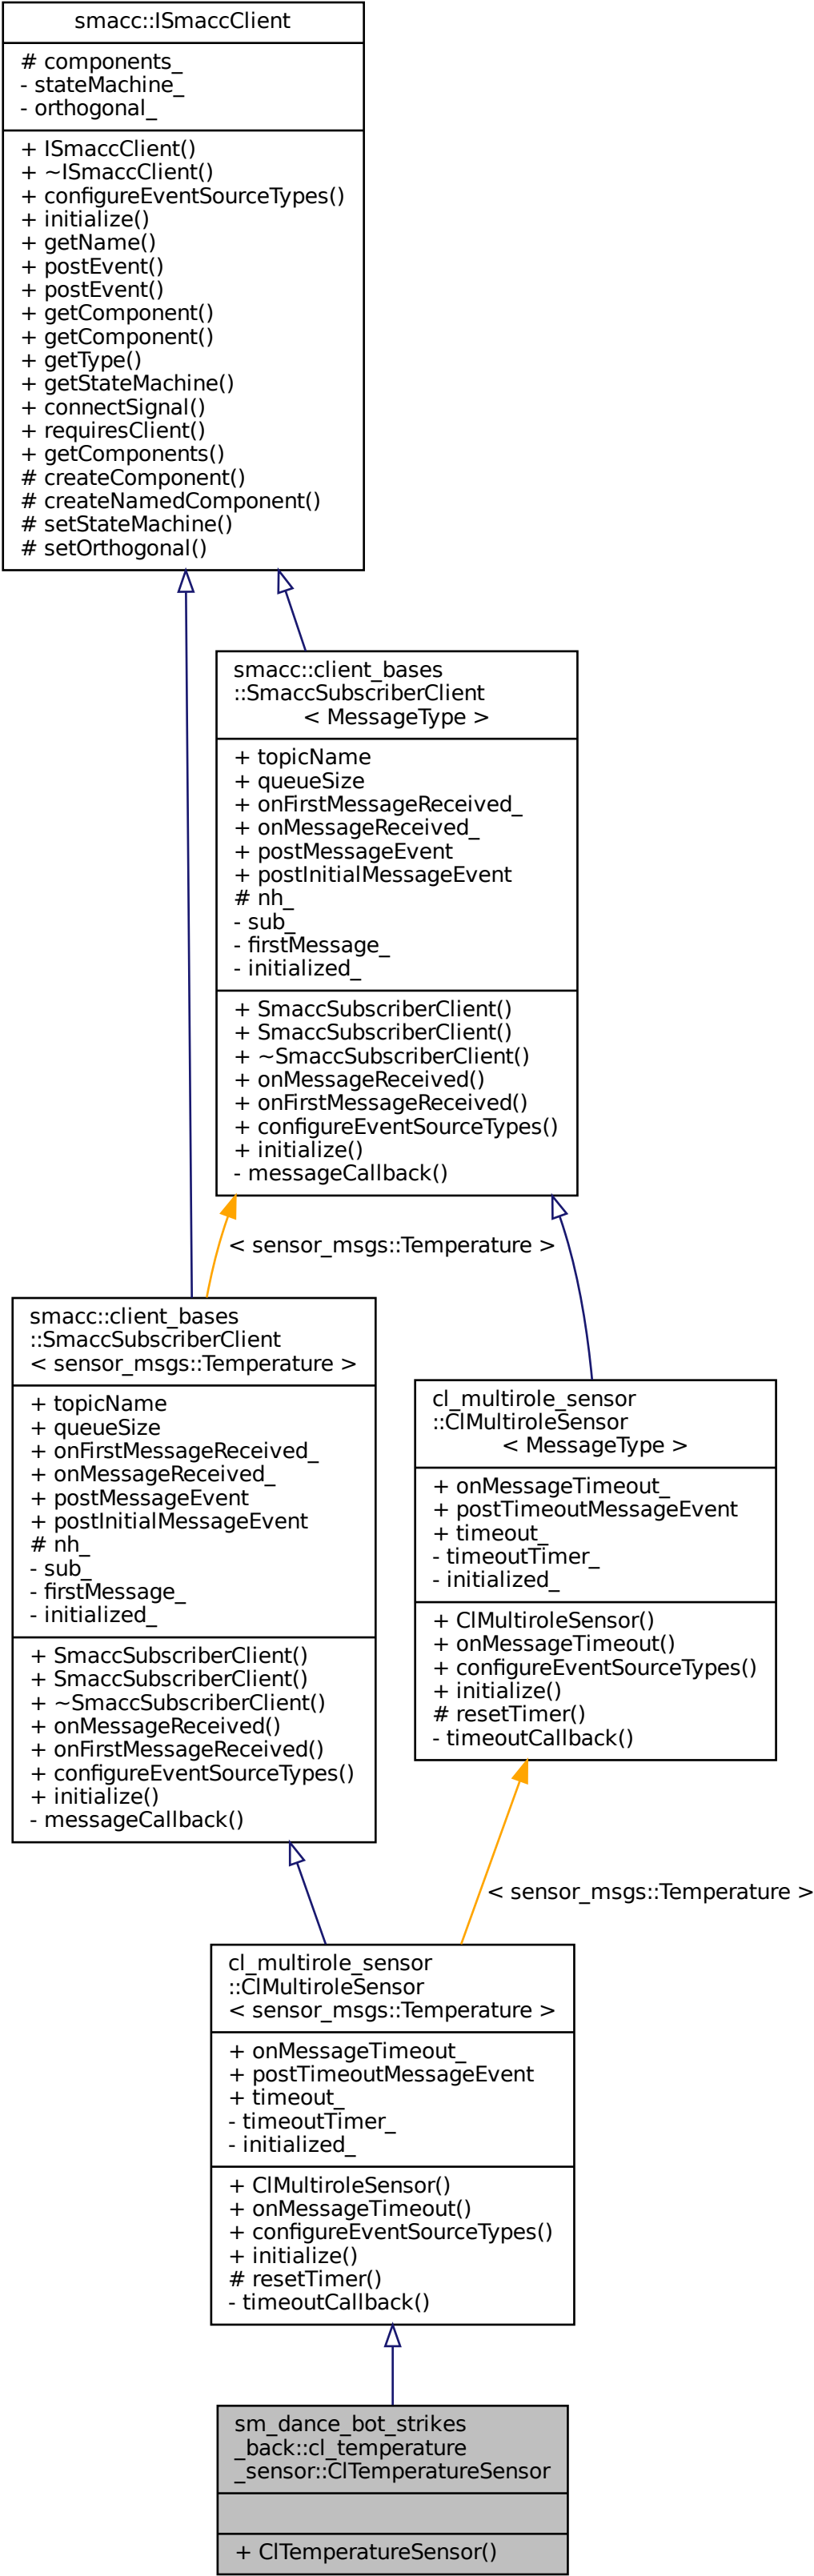 smacc::ISmaccClient
# components_
- stateMachine_
- orthogonal_
+ ISmaccClient()
+ ~ISmaccClient()
+ configureEventSourceTypes()
+ initialize()
+ getName()
+ postEvent()
+ postEvent()
+ getComponent()
+ getComponent()
+ getType()
+ getStateMachine()
+ connectSignal()
+ requiresClient()
+ getComponents()
# createComponent()
# createNamedComponent()
# setStateMachine()
# setOrthogonal()
smacc::client_bases
::SmaccSubscriberClient
< MessageType >
+ topicName
+ queueSize
+ onFirstMessageReceived_
+ onMessageReceived_
+ postMessageEvent
+ postInitialMessageEvent
# nh_
- sub_
- firstMessage_
- initialized_
+ SmaccSubscriberClient()
+ SmaccSubscriberClient()
+ ~SmaccSubscriberClient()
+ onMessageReceived()
+ onFirstMessageReceived()
+ configureEventSourceTypes()
+ initialize()
- messageCallback()
< sensor_msgs::Temperature >
smacc::client_bases
::SmaccSubscriberClient
< sensor_msgs::Temperature >
+ topicName
+ queueSize
+ onFirstMessageReceived_
+ onMessageReceived_
+ postMessageEvent
+ postInitialMessageEvent
# nh_
- sub_
- firstMessage_
- initialized_
+ SmaccSubscriberClient()
+ SmaccSubscriberClient()
+ ~SmaccSubscriberClient()
+ onMessageReceived()
+ onFirstMessageReceived()
+ configureEventSourceTypes()
+ initialize()
- messageCallback()
cl_multirole_sensor
::ClMultiroleSensor
< MessageType >
+ onMessageTimeout_
+ postTimeoutMessageEvent
+ timeout_
- timeoutTimer_
- initialized_
+ ClMultiroleSensor()
+ onMessageTimeout()
+ configureEventSourceTypes()
+ initialize()
# resetTimer()
- timeoutCallback()
< sensor_msgs::Temperature >
cl_multirole_sensor
::ClMultiroleSensor
< sensor_msgs::Temperature >
+ onMessageTimeout_
+ postTimeoutMessageEvent
+ timeout_
- timeoutTimer_
- initialized_
+ ClMultiroleSensor()
+ onMessageTimeout()
+ configureEventSourceTypes()
+ initialize()
# resetTimer()
- timeoutCallback()
sm_dance_bot_strikes
_back::cl_temperature
_sensor::ClTemperatureSensor
+ ClTemperatureSensor()